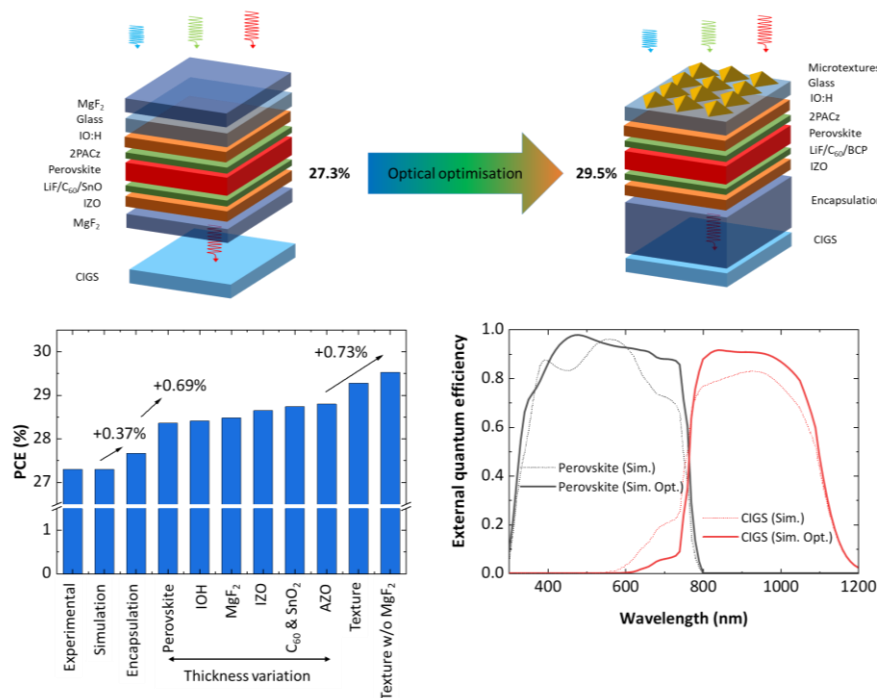 MgF₂
Glass
IO:H
2PACz
Perovskite
LiF/C₆₀/SnO
IZO
MgF₂
CIGS
27.3%
Optical optimisation
29.5%
Microtextures
Glass
IO:H
2PACz
Perovskite
LiF/C₆₀/BCP
IZO
Encapsulation
CIGS
PCE (%)
30
29
28
27
1
0
+0.37%
+0.69%
+0.73%
Experimental
Simulation
Encapsulation
Perovskite
IOH
MgF₂
IZO
C₆₀ & SnO₂
AZO
Texture
Texture w/o MgF₂
Thickness variation
External quantum efficiency
1.0
0.8
0.6
0.4
0.2
0.0
Perovskite (Sim.)
Perovskite (Sim. Opt.)
CIGS (Sim.)
CIGS (Sim. Opt.)
400
600
800
1000
1200
Wavelength (nm)